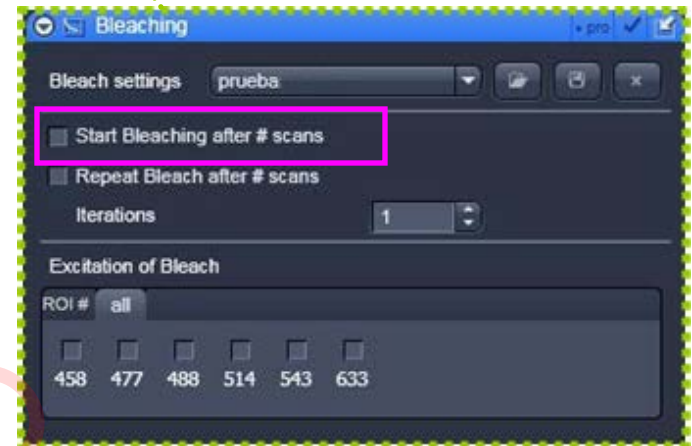 Bleaching
pro
Bleach settings prueba
Start Bleaching after # scans
Repeat Bleach after # scans
Iterations 1
Excitation of Bleach
ROI # all
458 477 488 514 543 633